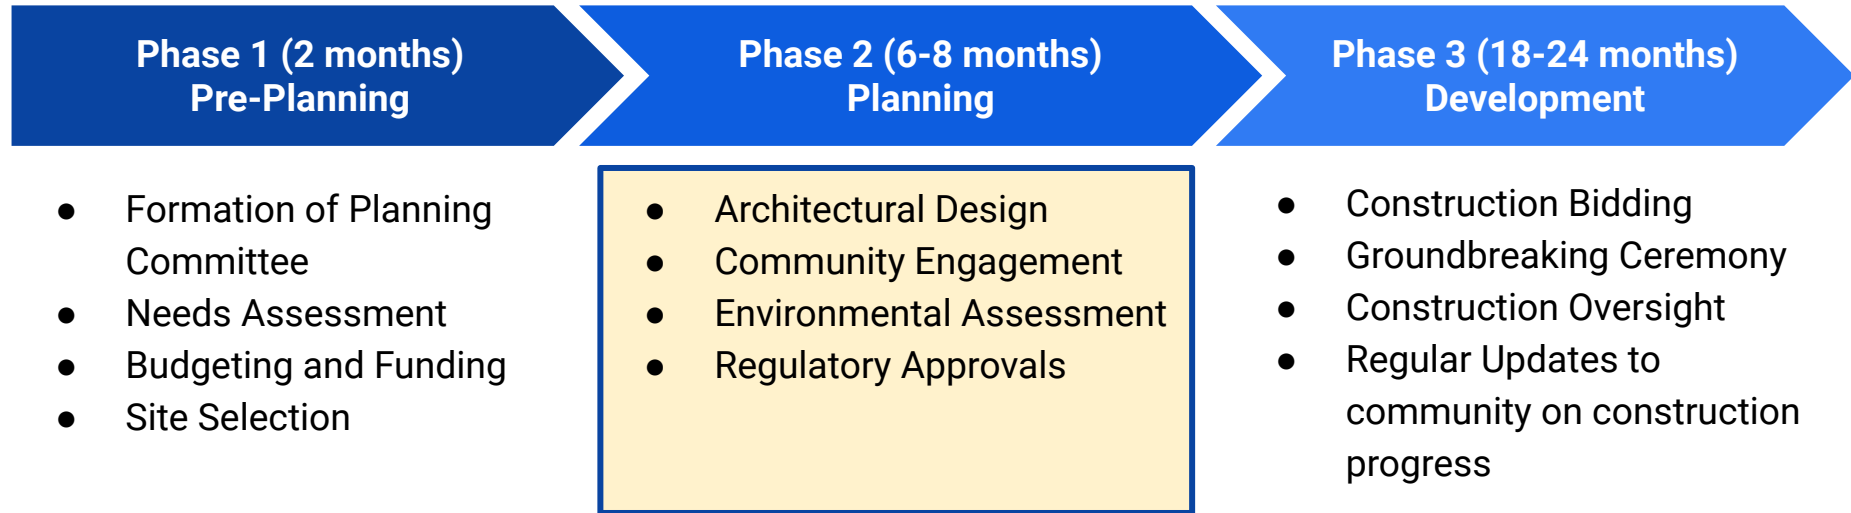 Phase 1 (2 months)
Pre-Planning
Phase 2 (6-8 months)
Planning
Phase 3 (18-24 months)
Development
● Formation of Planning
Committee
● Needs Assessment
● Budgeting and Funding
● Site Selection
● Architectural Design
● Community Engagement
● Environmental Assessment
● Regulatory Approvals
● Construction Bidding
● Groundbreaking Ceremony
● Construction Oversight
● Regular Updates to
community on construction
progress